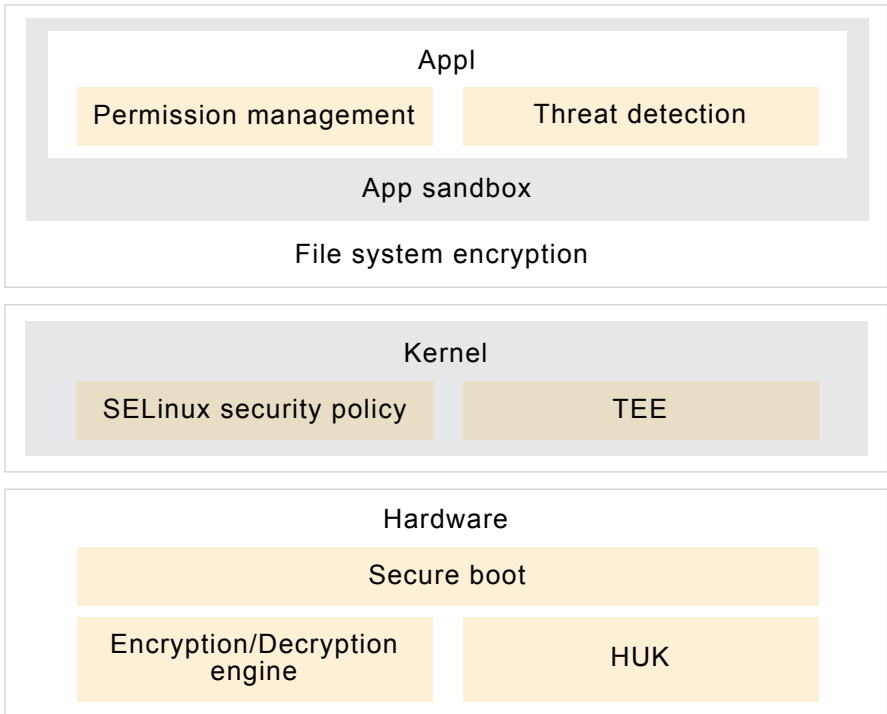 Appl
Permission management
Threat detection
App sandbox
File system encryption
Kernel
SELinux security policy
TEE
Hardware
Secure boot
Encryption/Decryption
engine
HUK